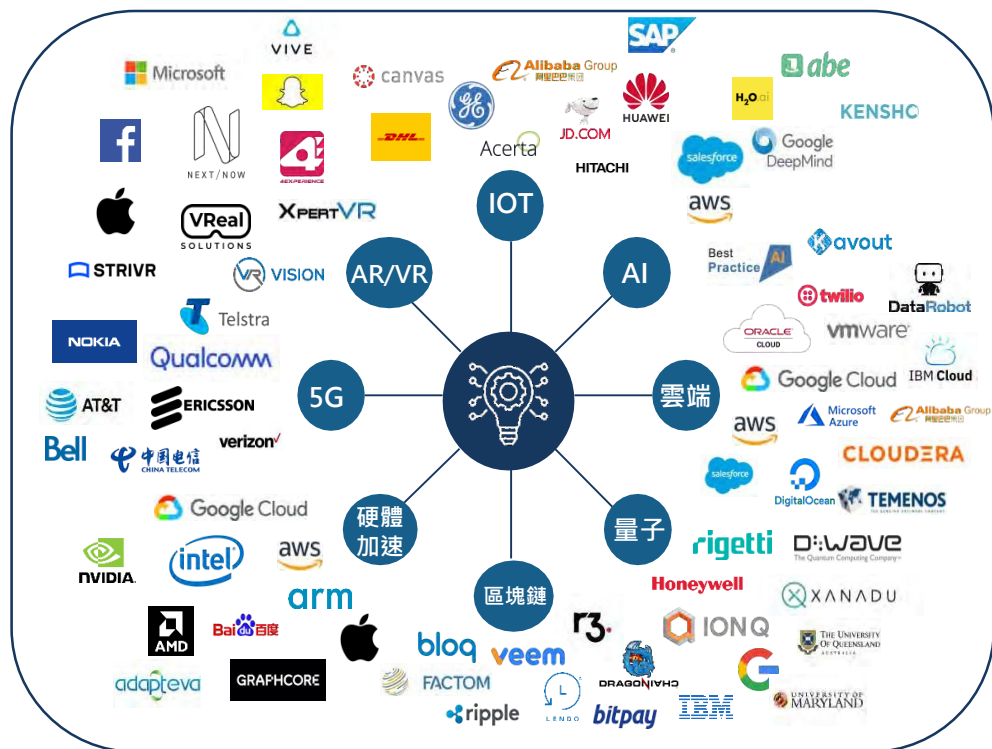 VIVE
Microsoft
canvas
Alibaba Group
阿里巴巴集团
SAP
HUAWEI
abe
H₂O.ai
KENSHO
NEXT/NOW
4EXPERIENCE
DHL
GE
Acerta
JD.COM
HITACHI
salesforce
Google
DeepMind
aws
VReal
SOLUTIONS
XPERTVR
STRIVR
VR VISION
IOT
AR/VR
AI
Best
Practice AI
Kavout
twilio
DataRobot
Telstra
NOKIA
Qualcomm
ORACLE
CLOUD
vmware
IBM Cloud
5G
雲端
AT&T
ERICSSON
Google Cloud
Bell
中国电信
CHINA TELECOM
verizon
aws
Microsoft
Azure
Alibaba Group
阿里巴巴集团
CLOUDERA
salesforce
DigitalOcean
TEMENOS
Google Cloud
硬體
加速
量子
區塊鏈
NVIDIA
intel
aws
arm
rigetti
D:wave
The Quantum Computing Company
Honeywell
XANADU
AMD
Bai du 百度
bloq
veem
r3.
IONQ
THE UNIVERSITY
OF QUEENSLAND
AUSTRALIA
adapteva
GRAPHCORE
FACTOM
DRAGONCHAIN
G
ripple
LENDO
bitpay
IBM
UNIVERSITY OF
MARYLAND